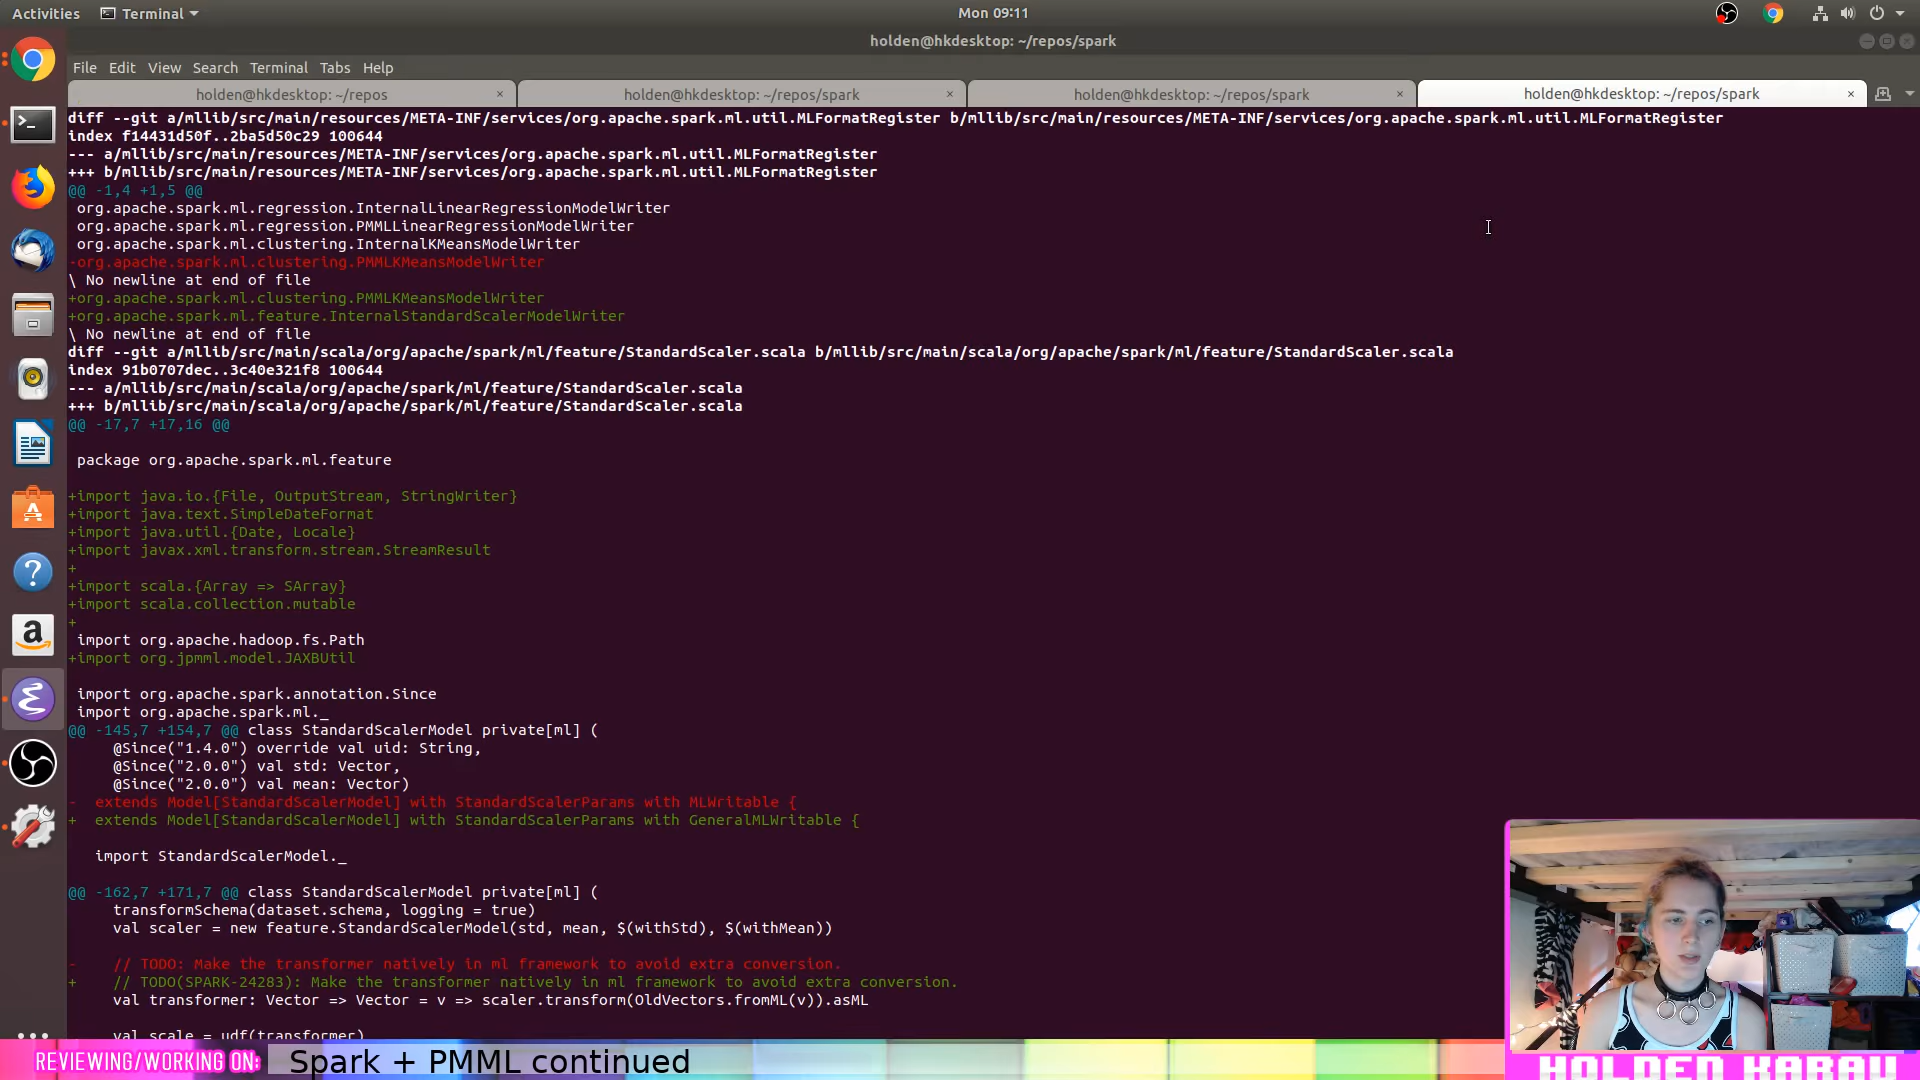 Activities
Terminal
Mon 09:11
holden@hkdesktop: ~/repos/spark
File Edit View Search Terminal Tabs Help
holden@hkdesktop: ~/repos × holden@hkdesktop: ~/repos/spark × holden@hkdesktop: ~/repos/spark × holden@hkdesktop: ~/repos/spark ×
diff --git a/mllib/src/main/resources/META-INF/services/org.apache.spark.ml.util.MLFormatRegister b/mllib/src/main/resources/META-INF/services/org.apache.spark.ml.util.MLFormatRegister
index f14431d50f..2ba5d50c29 100644
--- a/mllib/src/main/resources/META-INF/services/org.apache.spark.ml.util.MLFormatRegister
+++ b/mllib/src/main/resources/META-INF/services/org.apache.spark.ml.util.MLFormatRegister
@@ -1,4 +1,5 @@
 org.apache.spark.ml.regression.InternalLinearRegressionModelWriter
 org.apache.spark.ml.regression.PMMLLinearRegressionModelWriter
 org.apache.spark.ml.clustering.InternalKMeansModelWriter
-org.apache.spark.ml.clustering.PMMLKMeansModelWriter
\ No newline at end of file
+org.apache.spark.ml.clustering.PMMLKMeansModelWriter
+org.apache.spark.ml.feature.InternalStandardScalerModelWriter
\ No newline at end of file
diff --git a/mllib/src/main/scala/org/apache/spark/ml/feature/StandardScaler.scala b/mllib/src/main/scala/org/apache/spark/ml/feature/StandardScaler.scala
index 91b0707dec..3c40e321f8 100644
--- a/mllib/src/main/scala/org/apache/spark/ml/feature/StandardScaler.scala
+++ b/mllib/src/main/scala/org/apache/spark/ml/feature/StandardScaler.scala
@@ -17,7 +17,16 @@
 package org.apache.spark.ml.feature
+import java.io.{File, OutputStream, StringWriter}
+import java.text.SimpleDateFormat
+import java.util.{Date, Locale}
+import javax.xml.transform.stream.StreamResult
+
+import scala.{Array => SArray}
+import scala.collection.mutable
+
 import org.apache.hadoop.fs.Path
+import org.jpmml.model.JAXBUtil
 import org.apache.spark.annotation.Since
 import org.apache.spark.ml._
@@ -145,7 +154,7 @@ class StandardScalerModel private[ml] (
     @Since("1.4.0") override val uid: String,
     @Since("2.0.0") val std: Vector,
     @Since("2.0.0") val mean: Vector)
-  extends Model[StandardScalerModel] with StandardScalerParams with MLWritable {
+  extends Model[StandardScalerModel] with StandardScalerParams with GeneralMLWritable {
   import StandardScalerModel._
@@ -162,7 +171,7 @@ class StandardScalerModel private[ml] (
     transformSchema(dataset.schema, logging = true)
     val scaler = new feature.StandardScalerModel(std, mean, $(withStd), $(withMean))
-    // TODO: Make the transformer natively in ml framework to avoid extra conversion.
+    // TODO(SPARK-24283): Make the transformer natively in ml framework to avoid extra conversion.
     val transformer: Vector => Vector = v => scaler.transform(OldVectors.fromML(v)).asML
     val scale = udf(transformer)
REVIEWING/WORKING ON: Spark + PMML continued
HOLDEN KARAU